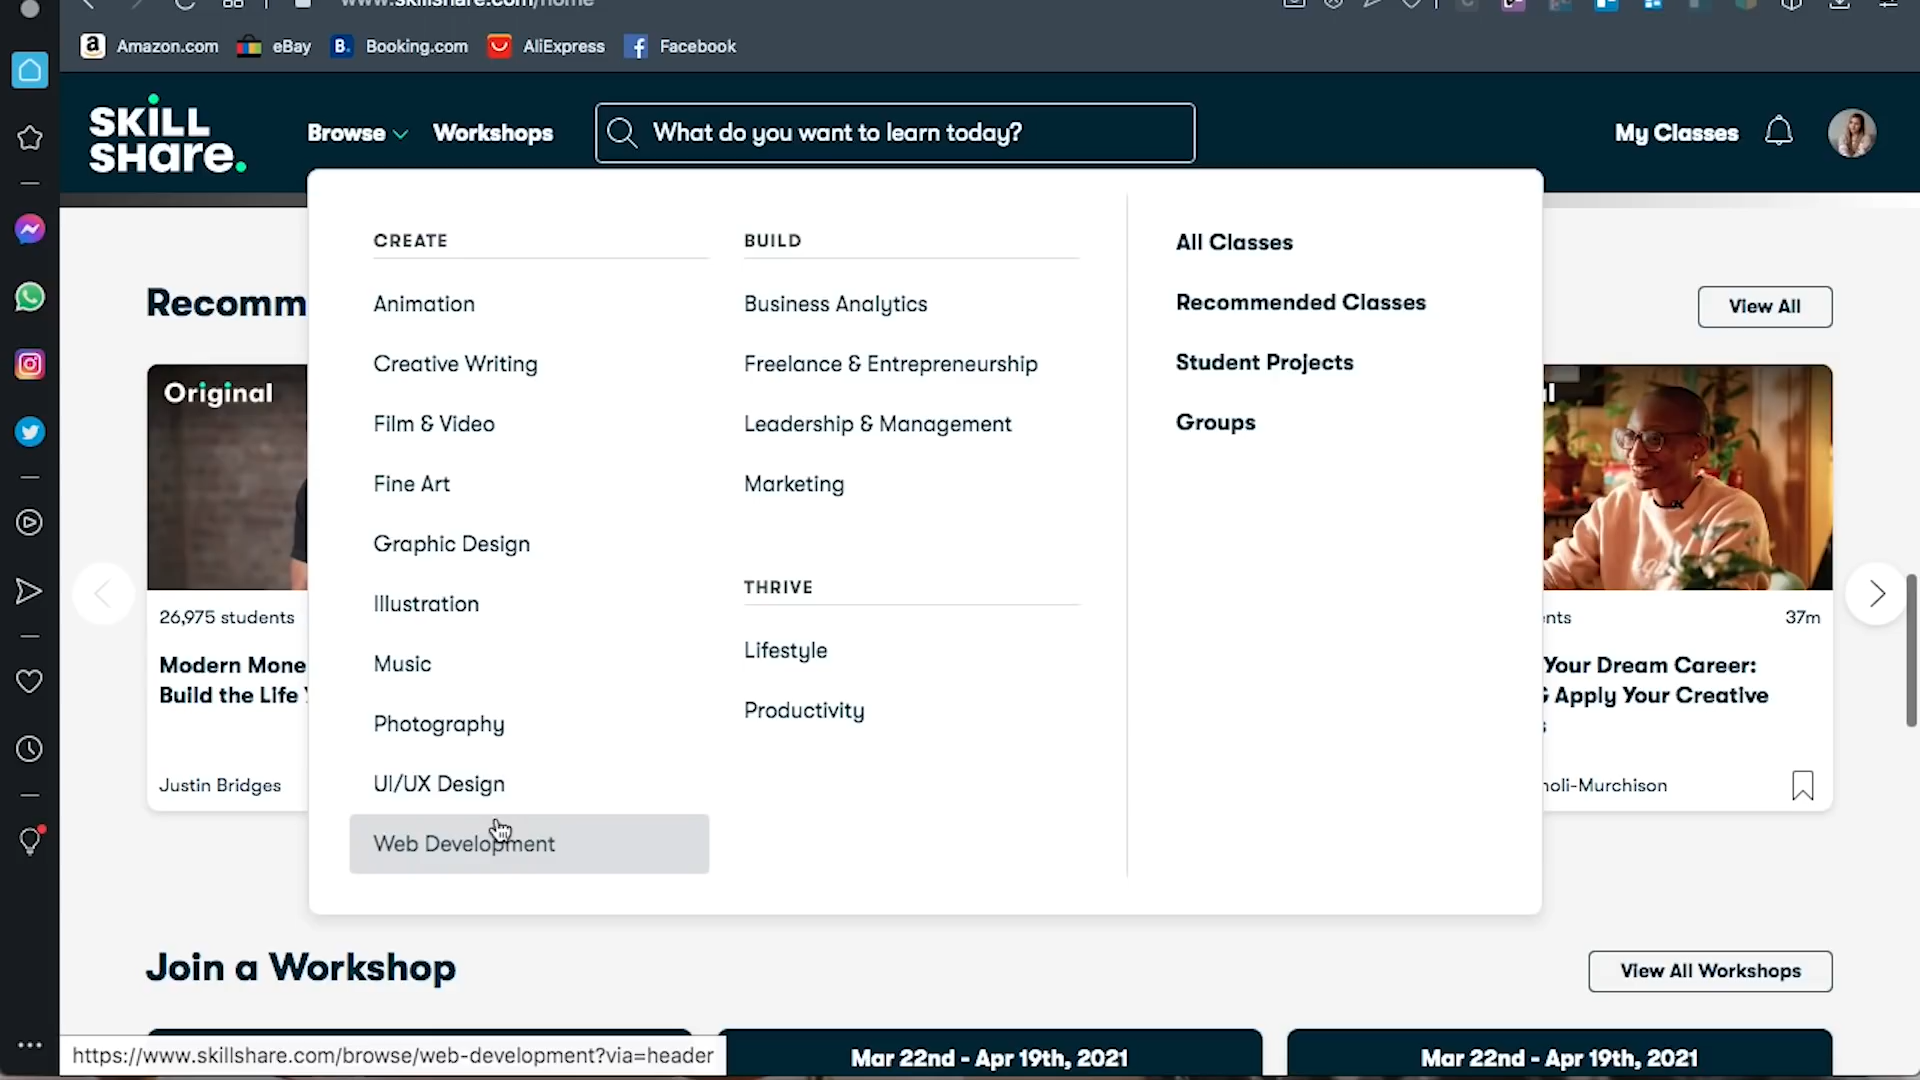 www.skillshare.com/home
Amazon.com
eBay
Booking.com
AliExpress
Facebook
SKILL
SHARE.
Browse
Workshops
What do you want to learn today?
My Classes
CREATE
Animation
Creative Writing
Film & Video
Fine Art
Graphic Design
Illustration
Music
Photography
UI/UX Design
Web Development
BUILD
Business Analytics
Freelance & Entrepreneurship
Leadership & Management
Marketing
THRIVE
Lifestyle
Productivity
All Classes
Recommended Classes
Student Projects
Groups
Recomm
View All
Original
26,975 students
Modern Mone
Build the Life
Justin Bridges
37m
Your Dream Career:
Apply Your Creative
noli-Murchison
Join a Workshop
View All Workshops
https://www.skillshare.com/browse/web-development?via=header
Mar 22nd - Apr 19th, 2021
Mar 22nd - Apr 19th, 2021